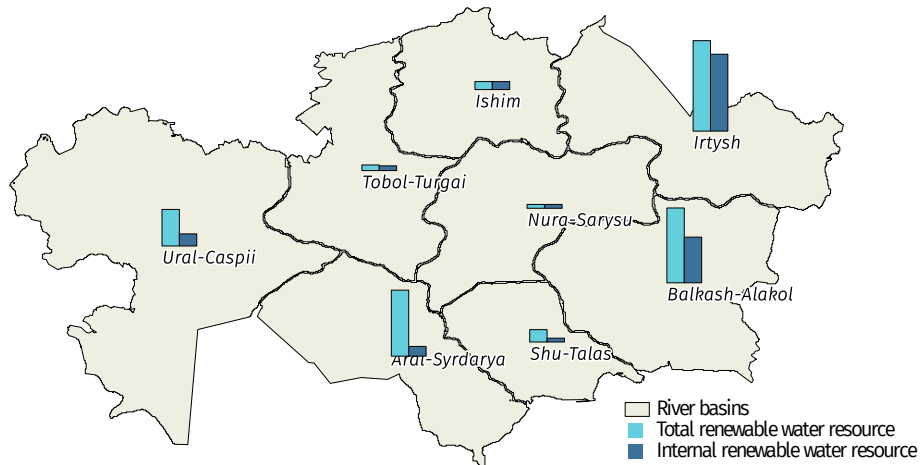 Ishim
Irtysh
Tobol-Turgai
Nura-Sarysu
Ural-Caspii
Balkash-Alakol
Aral-Syrdarya
Shu-Talas
River basins
Total renewable water resource
Internal renewable water resource